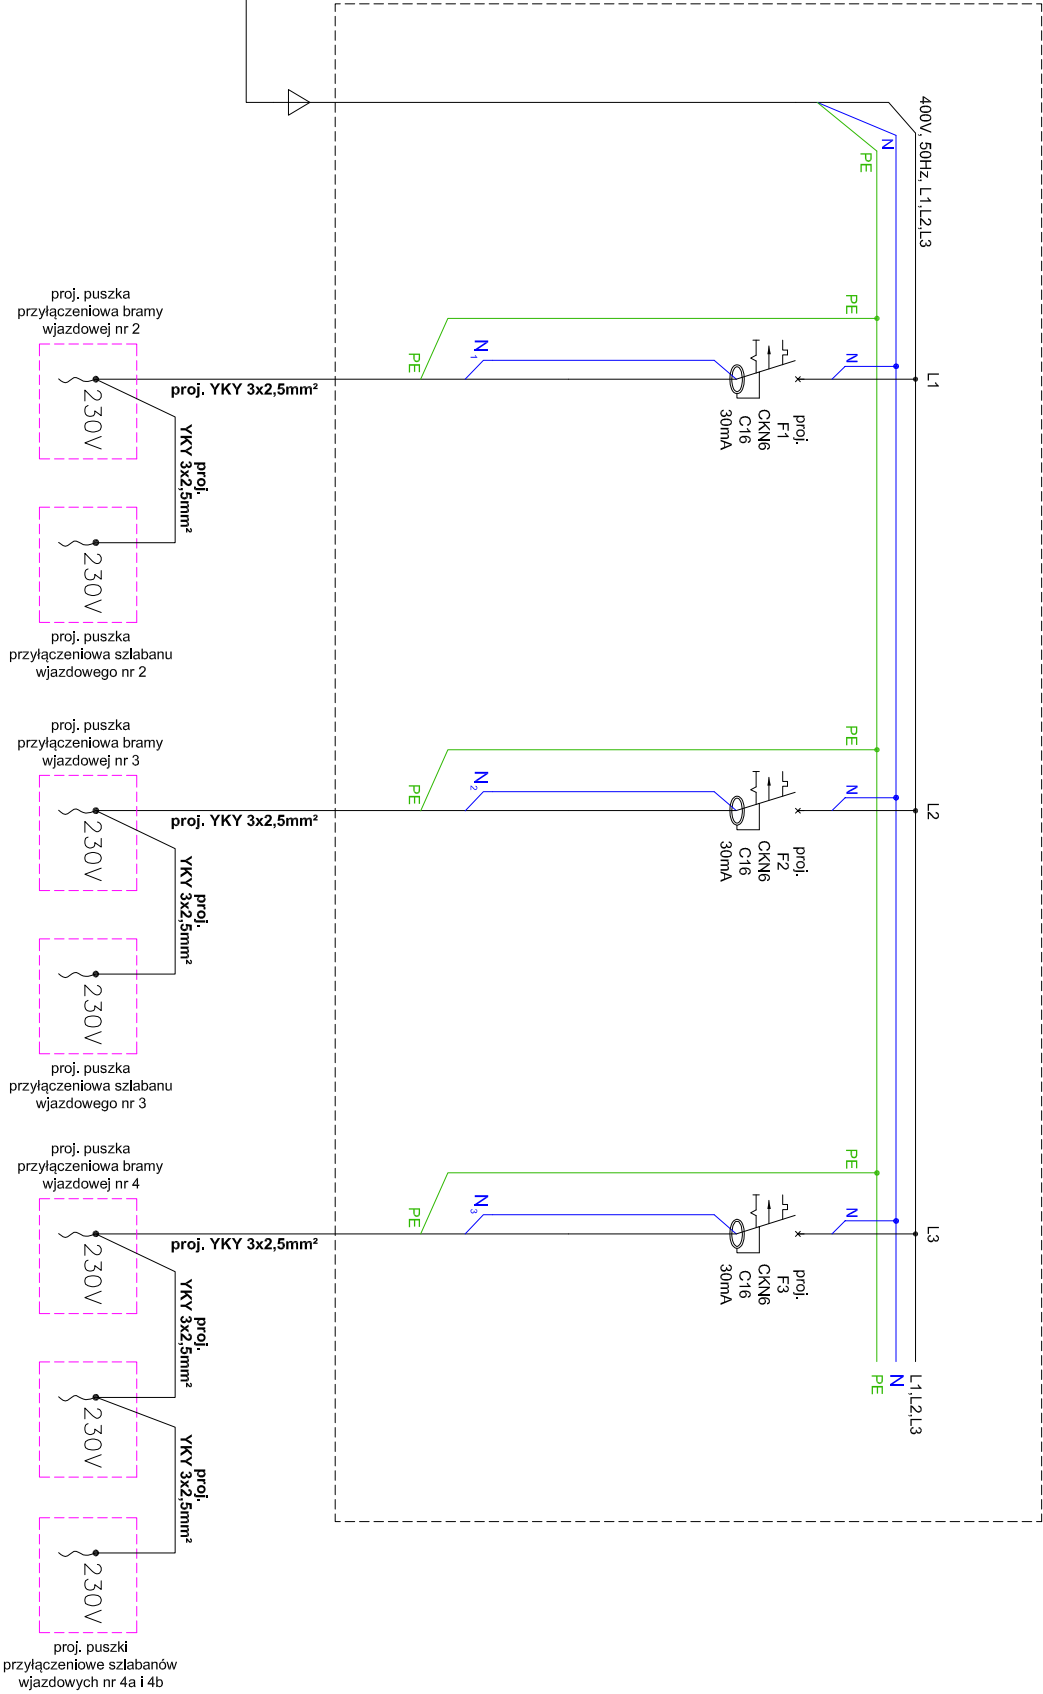 400V, 50Hz, L1,L2,L3
N
PE
proj. puszka
przyłączeniowa bramy
wjazdowej nr 2
230V
proj. YKY 3x2,5mm²
proj.
YKY 3x2,5mm²
230V
proj. puszka
przyłączeniowa szlabanu
wjazdowego nr 2
PE
PE
N₁
N
L1
proj.
F1
CKN6
C16
30mA
proj. puszka
przyłączeniowa bramy
wjazdowej nr 3
230V
proj. YKY 3x2,5mm²
proj.
YKY 3x2,5mm²
230V
proj. puszka
przyłączeniowa szlabanu
wjazdowego nr 3
PE
PE
N₂
N
L2
proj.
F2
CKN6
C16
30mA
proj. puszka
przyłączeniowa bramy
wjazdowej nr 4
230V
proj. YKY 3x2,5mm²
proj.
YKY 3x2,5mm²
230V
proj.
YKY 3x2,5mm²
230V
proj. puszki
przyłączeniowe szlabanów
wjazdowych nr 4a i 4b
PE
PE
N₃
N
L3
proj.
F3
CKN6
C16
30mA
L1,L2,L3
N
PE